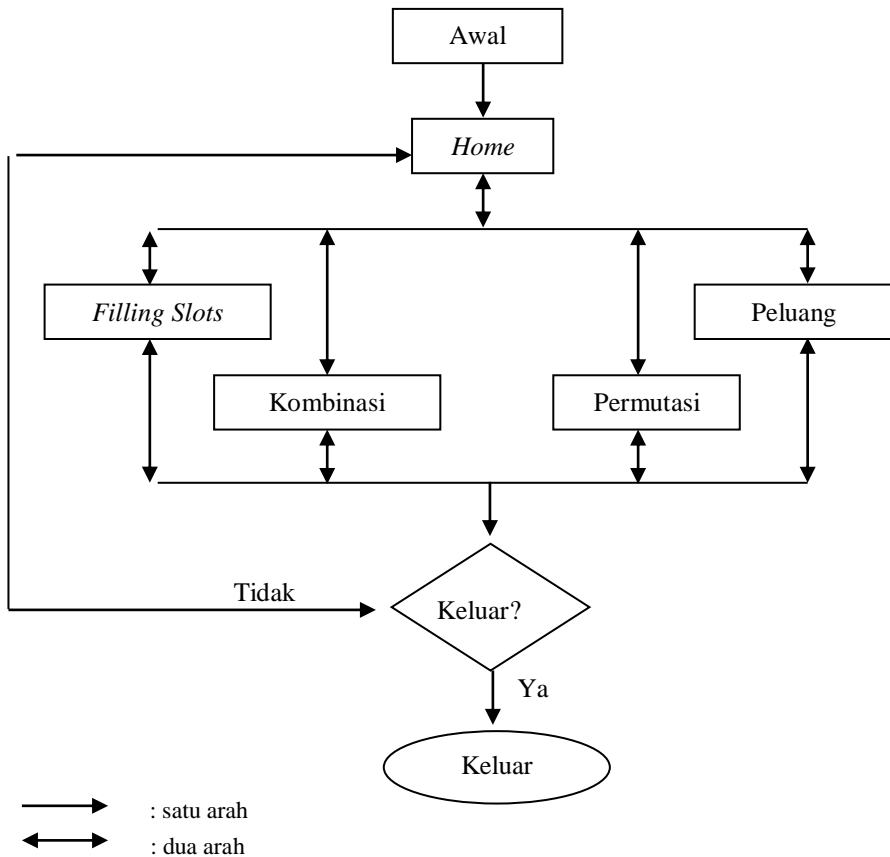 Awal
Home
Filling Slots
Peluang
Kombinasi
Permutasi
Tidak
Keluar?
Ya
Keluar
: satu arah
: dua arah